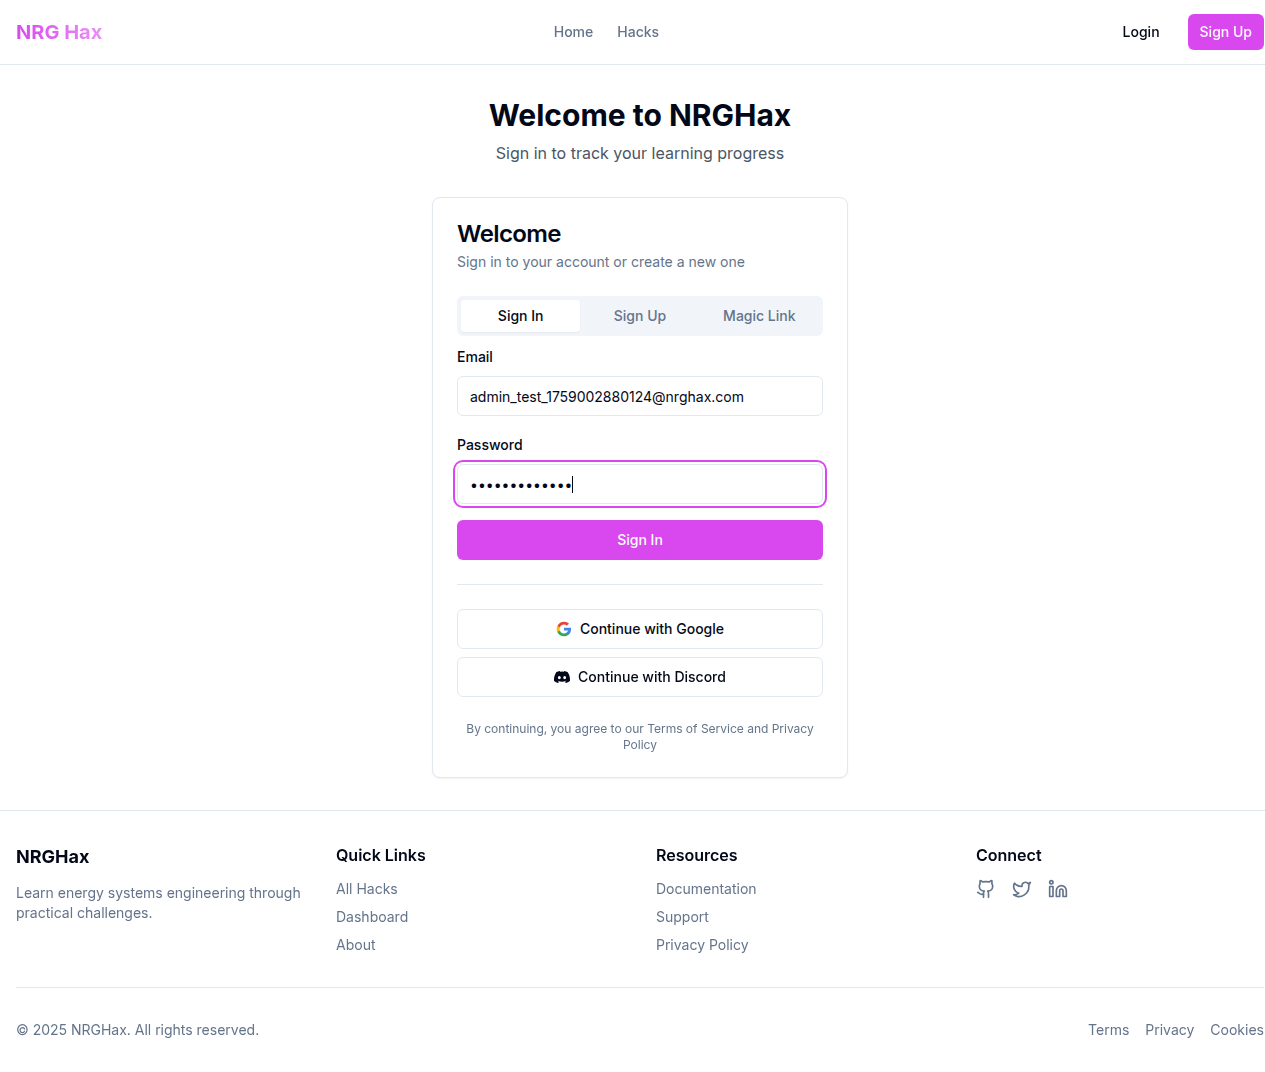 NRG Hax
Home
Hacks
Login
Sign Up
Welcome to NRGHax
Sign in to track your learning progress
Welcome
Sign in to your account or create a new one
Sign In
Sign Up
Magic Link
Email
admin_test_1759002880124@nrghax.com
Password
•••••••••••••
Sign In
Continue with Google
Continue with Discord
By continuing, you agree to our Terms of Service and Privacy
Policy
NRGHax
Learn energy systems engineering through
practical challenges.
Quick Links
All Hacks
Dashboard
About
Resources
Documentation
Support
Privacy Policy
Connect
© 2025 NRGHax. All rights reserved.
Terms
Privacy
Cookies